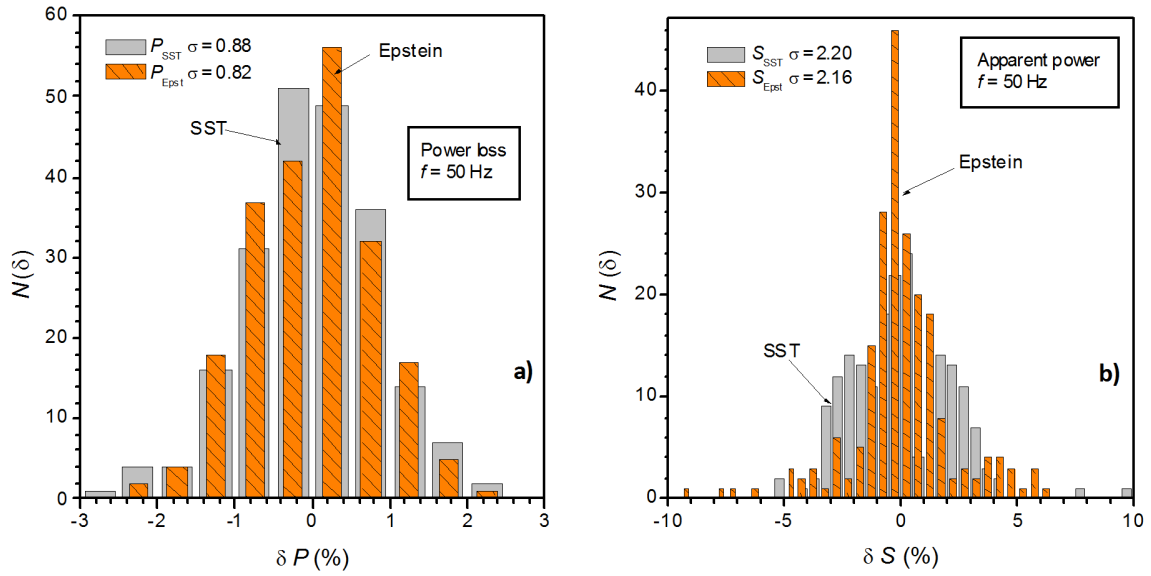 60
50
40
30
20
10
0
N(δ)
P_SST σ = 0.88
P_Epst σ = 0.82
Epstein
SST
Power loss
f = 50 Hz
a)
-3
-2
-1
0
1
2
3
δ P (%)
40
30
20
10
0
N(δ)
S_SST σ = 2.20
S_Epst σ = 2.16
Apparent power
f = 50 Hz
Epstein
SST
b)
-10
-5
0
5
10
δ S (%)